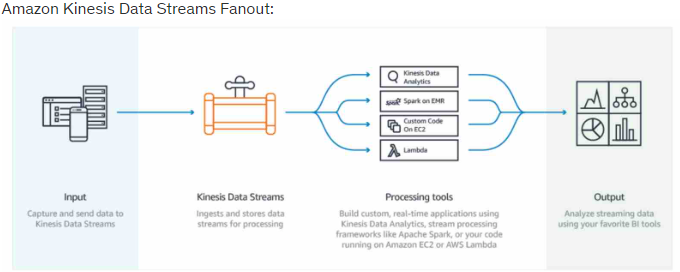 Amazon Kinesis Data Streams Fanout:
Kinesis Data
Analytics
Spark on EMR
Custom Code
On EC2
Lambda
Input
Capture and send data to
Kinesis Data Streams
Kinesis Data Streams
Ingests and stores data
streams for processing
Processing tools
Build custom, real-time applications using
Kinesis Data Analytics, stream processing
frameworks like Apache Spark, or your code
running on Amazon EC2 or AWS Lambda
Output
Analyze streaming data
using your favorite BI tools